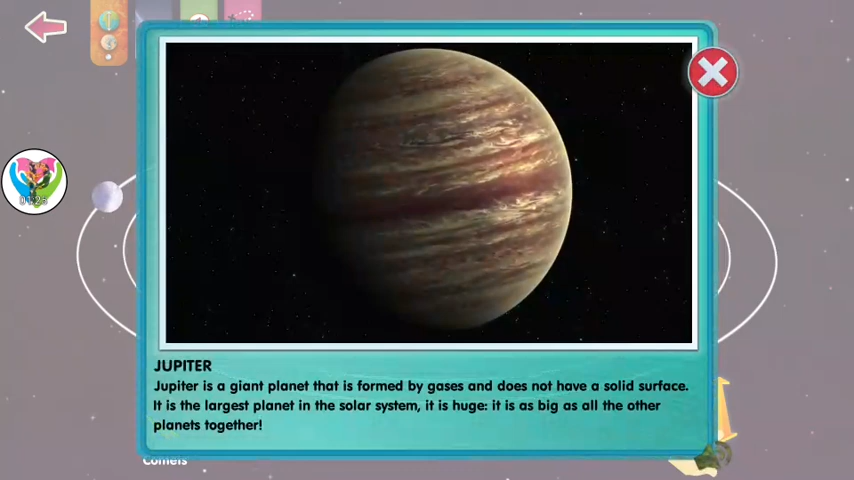 JUPITER
Jupiter is a giant planet that is formed by gases and does not have a solid surface.
It is the largest planet in the solar system, it is huge: it is as big as all the other
planets together!
Comets